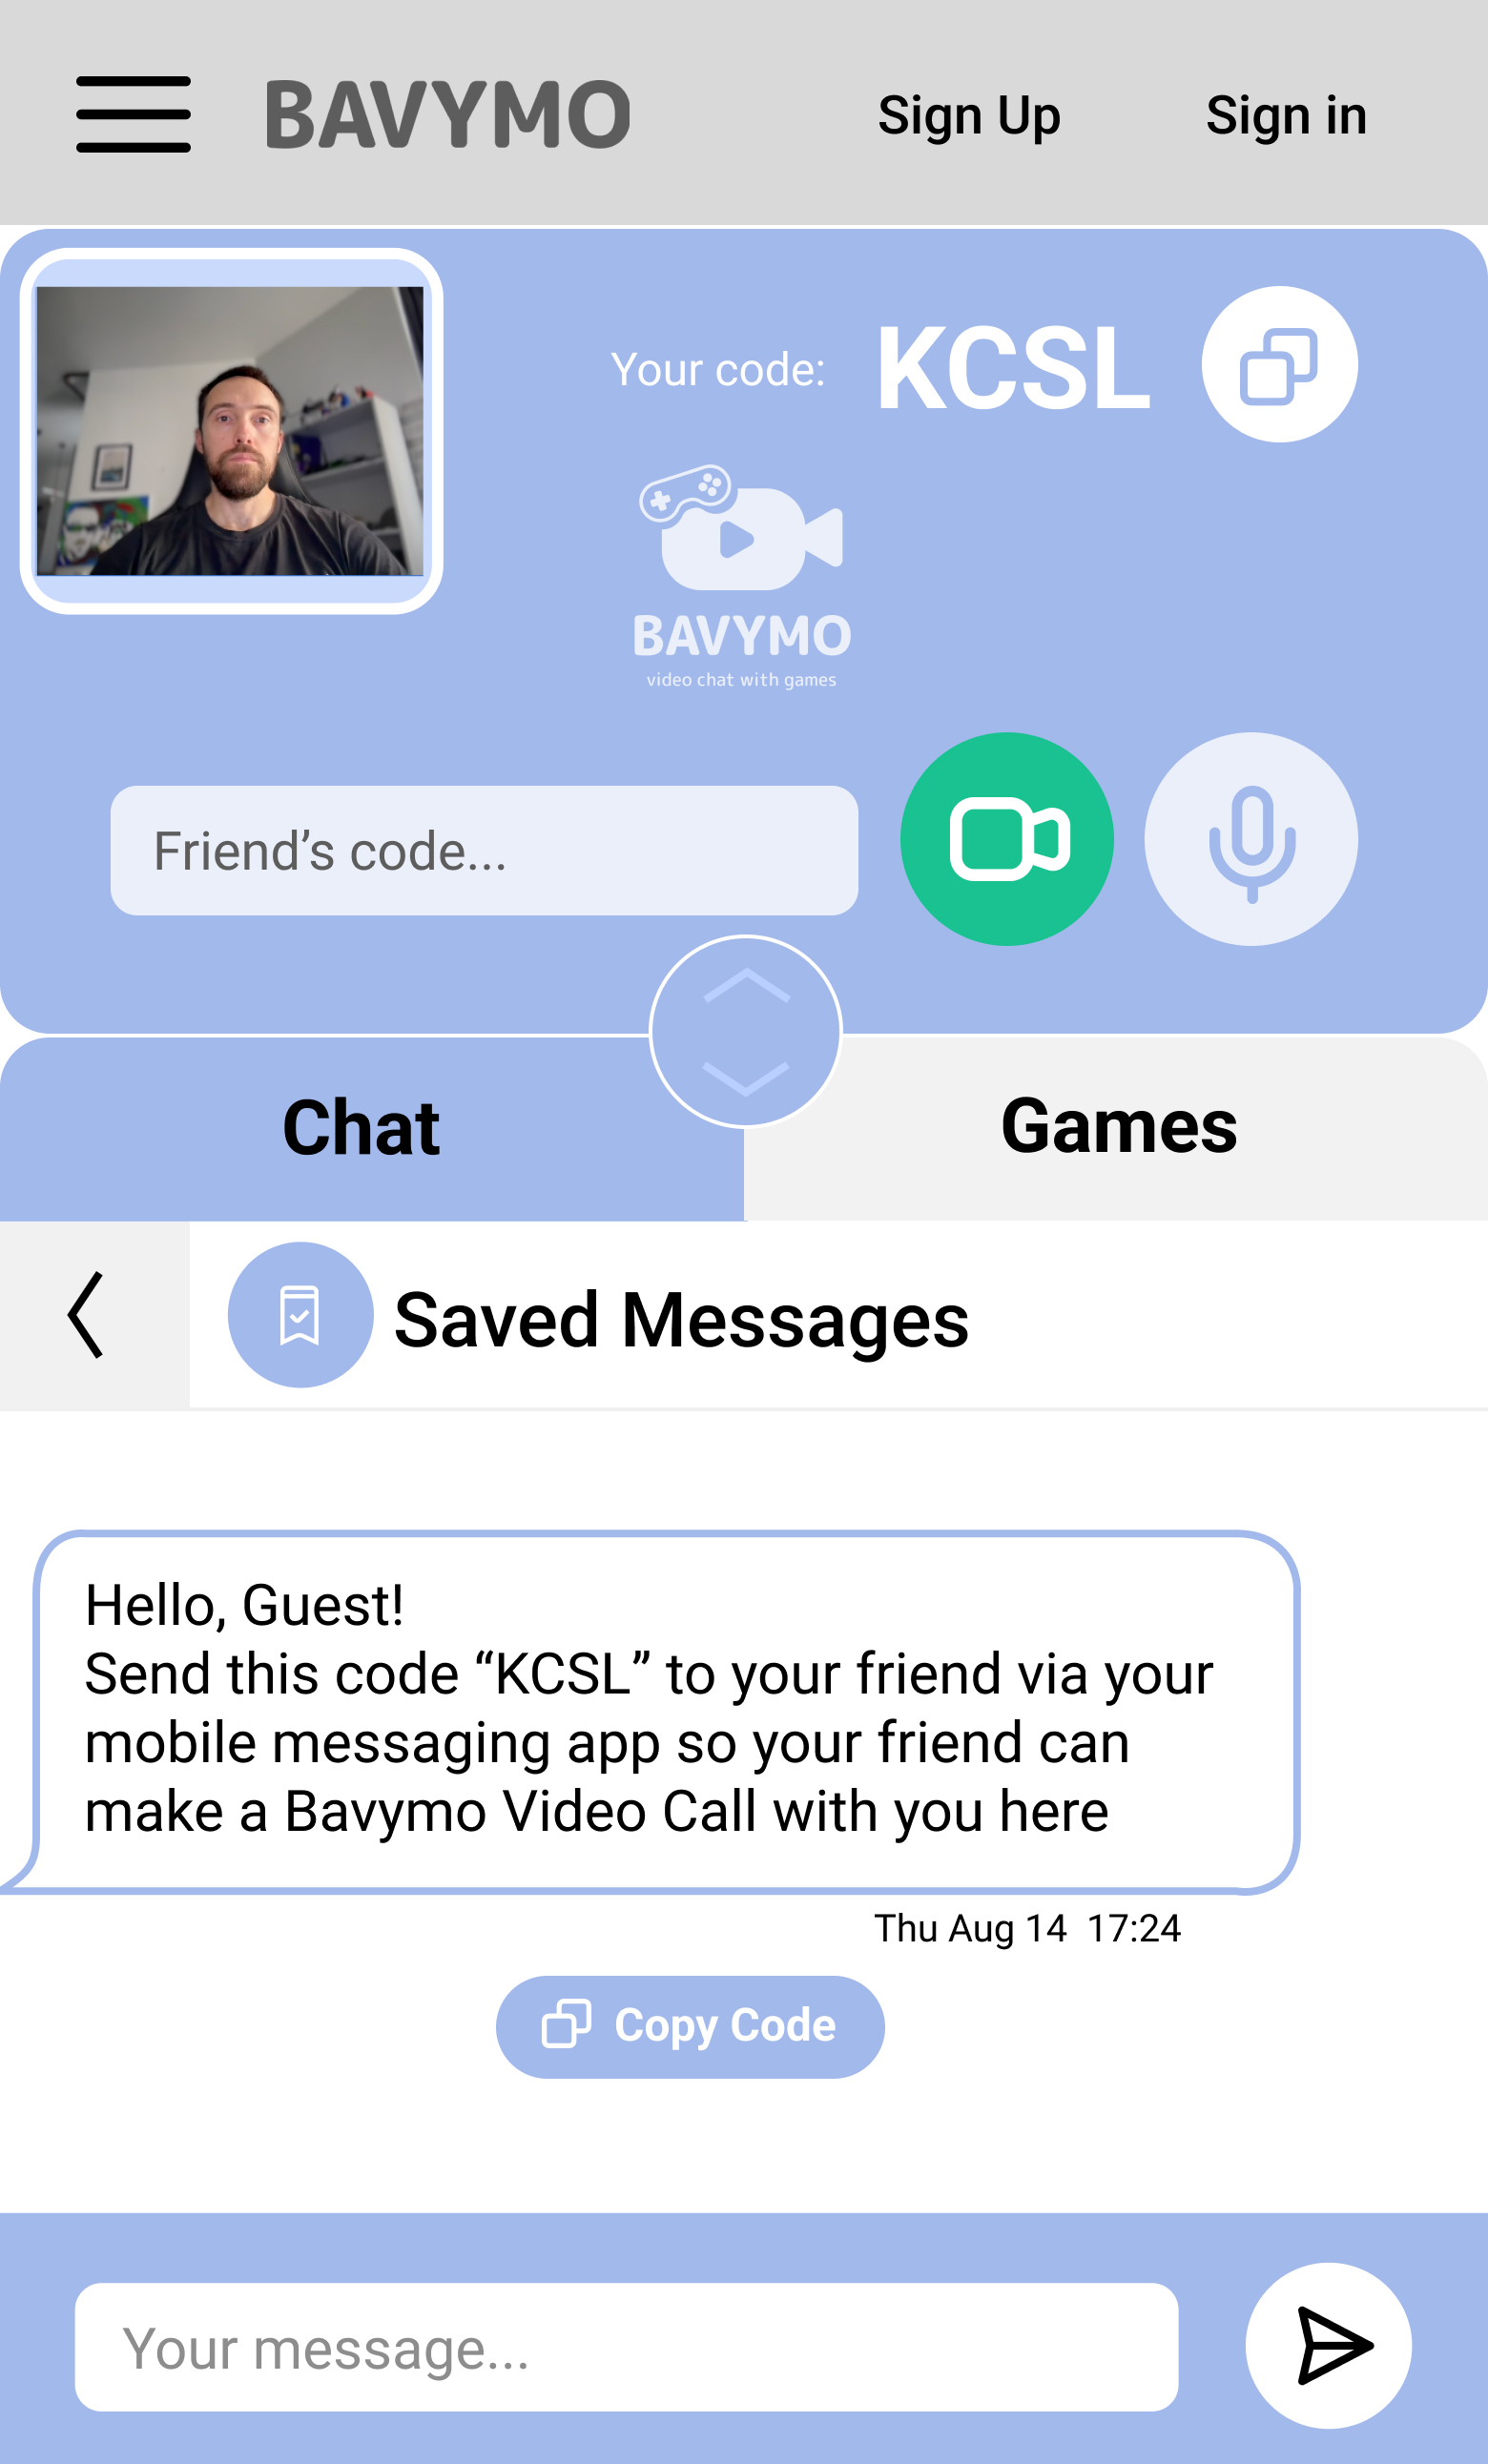 BAVYMO
Sign Up
Sign in
Your code:
KCSL
BAVYMO
video chat with games
Friend’s code...
Chat
Games
Saved Messages
Hello, Guest!
Send this code “KCSL” to your friend via your
mobile messaging app so your friend can
make a Bavymo Video Call with you here
Thu Aug 14 17:24
Copy Code
Your message...